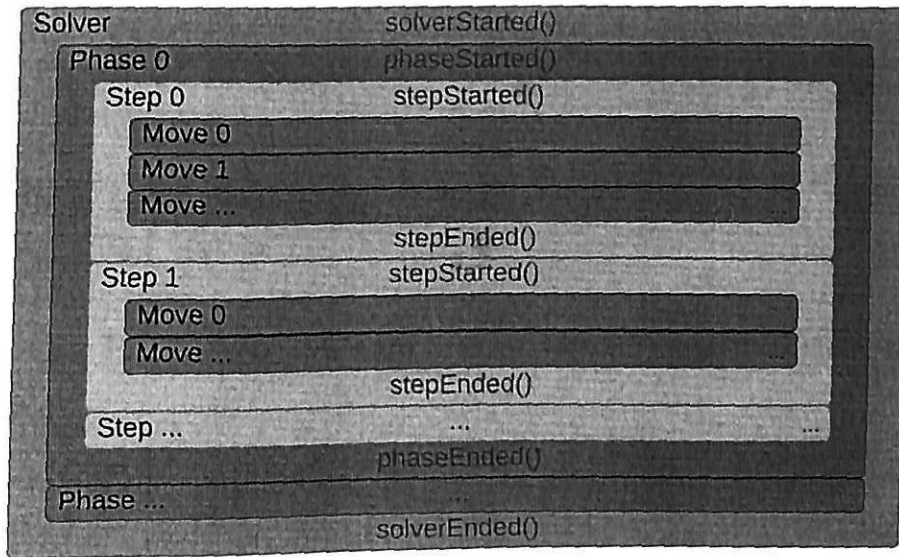 Solver solverStarted()
Phase 0 phaseStarted()
Step 0 stepStarted()
Move 0
Move 1
Move ... ...
stepEnded()
Step 1 stepStarted()
Move 0
Move ... ...
stepEnded()
Step ... ... ...
phaseEnded()
Phase ... ...
solverEnded()